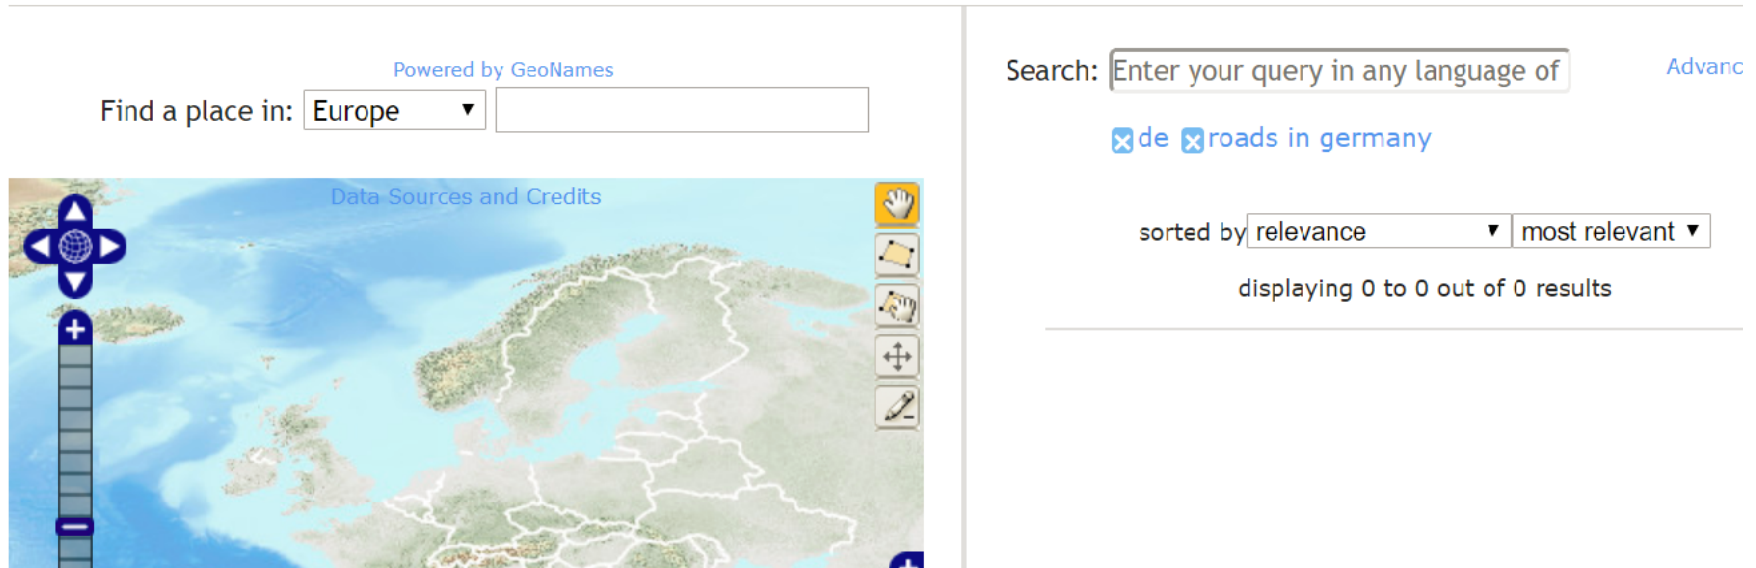 Powered by GeoNames
Find a place in: Europe
Data Sources and Credits
Search: Enter your query in any language of
Advanc
de roads in germany
sorted by relevance most relevant
displaying 0 to 0 out of 0 results